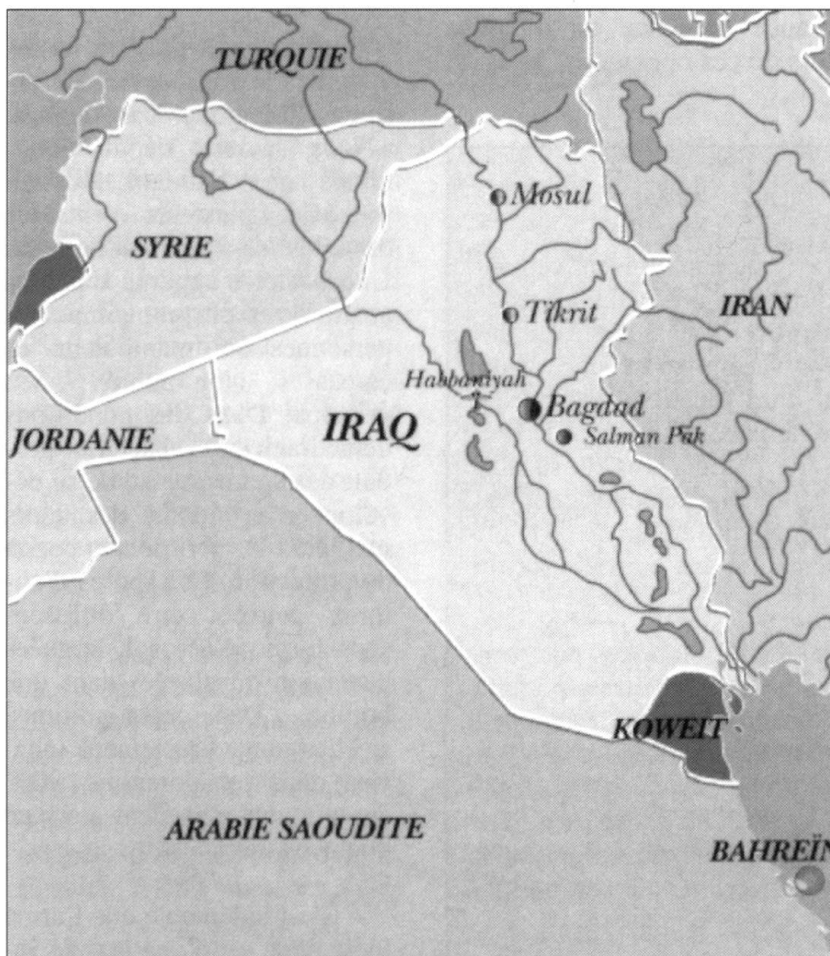 TURQUIE
Mosul
SYRIE
Tikrit
IRAN
Habbaniyah
Bagdad
JORDANIE
IRAQ
Salman Pak
KOWEIT
ARABIE SAOUDITE
BAHREÏN